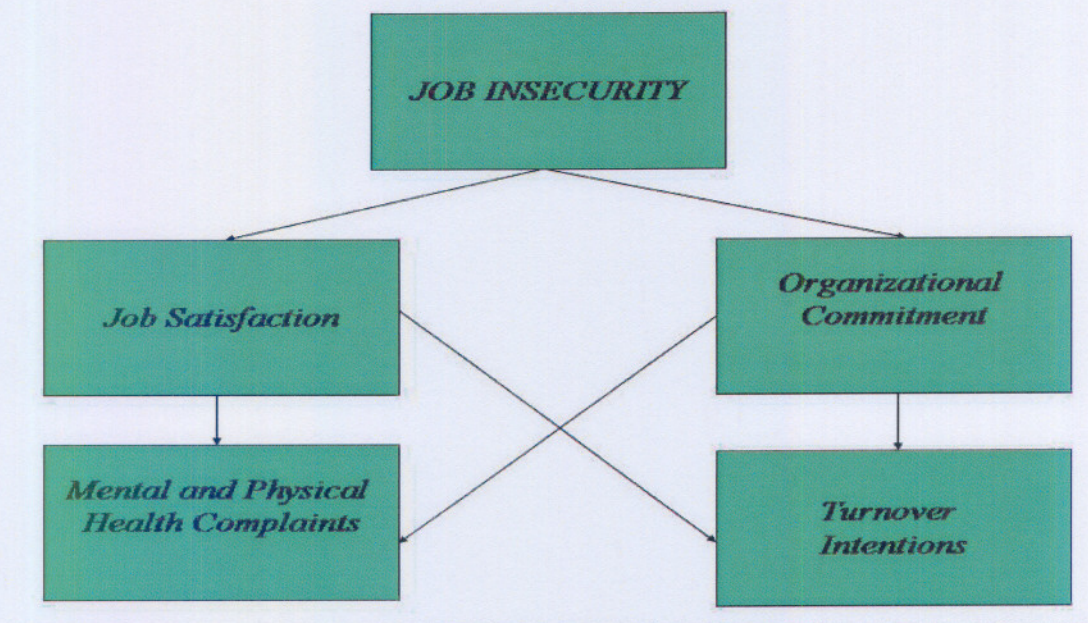 JOB INSECURITY
Job Satisfaction
Organizational
Commitment
Mental and Physical
Health Complaints
Turnover
Intentions